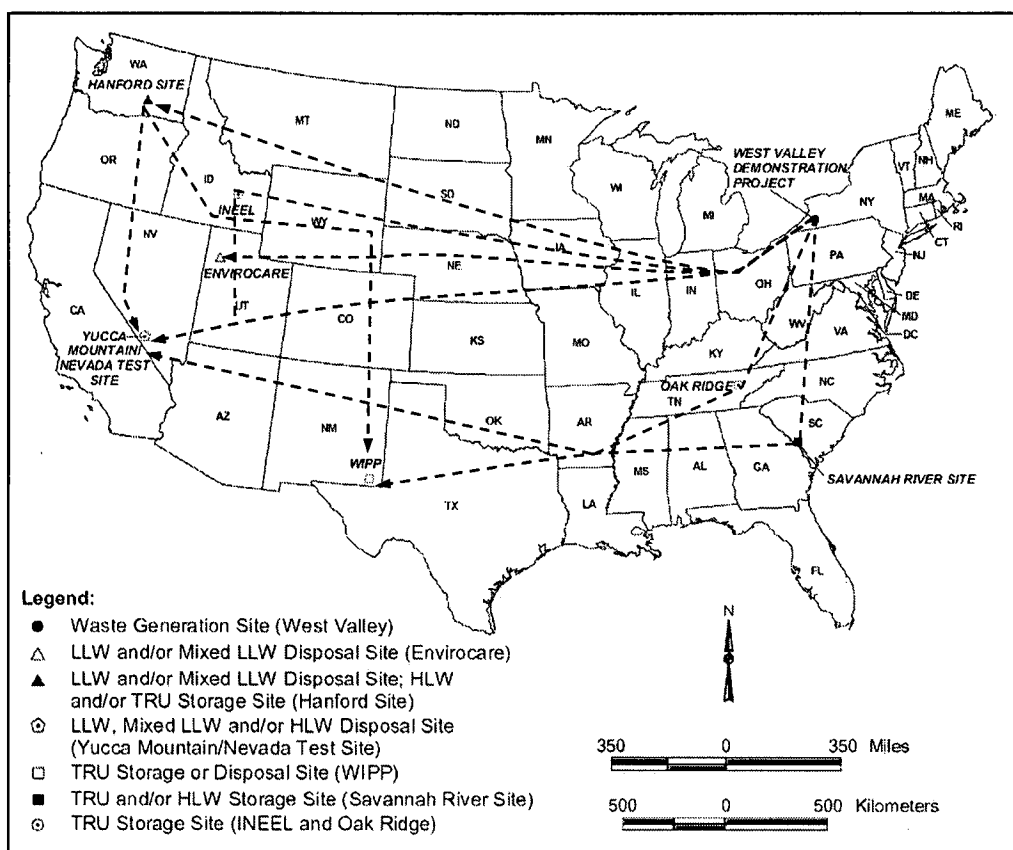 WA
HANFORD SITE
MT
ND
MN
ME
OR
ID
SD
WI
WEST VALLEY
DEMONSTRATION
PROJECT
VT
NH
NY
MA
MI
RI
CT
INEEL
WY
NV
IA
PA
NJ
ENVIROCARE
NE
OH
IL
IN
DE
MD
DC
CA
UT
CO
WV
VA
YUCCA
MOUNTAIN/
NEVADA TEST
SITE
KS
MO
KY
OAK RIDGE
TN
NC
AZ
NM
OK
AR
SC
WIPP
MS
AL
GA
SAVANNAH RIVER SITE
TX
LA
FL
Legend:
Waste Generation Site (West Valley)
LLW and/or Mixed LLW Disposal Site (Envirocare)
LLW and/or Mixed LLW Disposal Site; HLW
and/or TRU Storage Site (Hanford Site)
LLW, Mixed LLW and/or HLW Disposal Site
(Yucca Mountain/Nevada Test Site)
TRU Storage or Disposal Site (WIPP)
TRU and/or HLW Storage Site (Savannah River Site)
TRU Storage Site (INEEL and Oak Ridge)
N
350 0 350 Miles
500 0 500 Kilometers